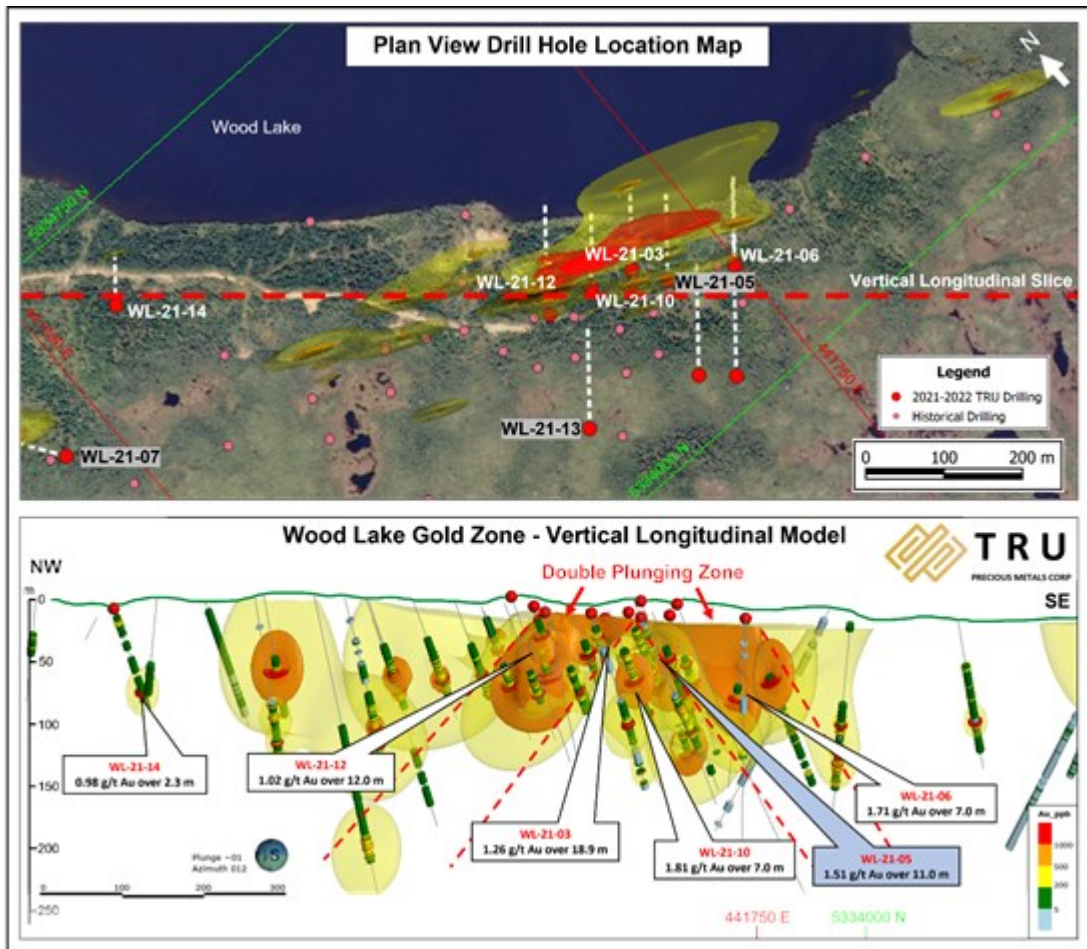 Plan View Drill Hole Location Map
N
Wood Lake
5334750 N
WL-21-03
WL-21-06
WL-21-12
WL-21-05
Vertical Longitudinal Slice
WL-21-10
WL-21-14
441750 E
Legend
2021-2022 TRU Drilling
Historical Drilling
WL-21-13
WL-21-07
5334000 N
0 100 200 m
Wood Lake Gold Zone - Vertical Longitudinal Model
TRU
PRECIOUS METALS CORP
NW
Double Plunging Zone
SE
m
0
-50
-100
-150
-200
-250
WL-21-14
0.98 g/t Au over 2.3 m
WL-21-12
1.02 g/t Au over 12.0 m
WL-21-03
1.26 g/t Au over 18.9 m
WL-21-10
1.81 g/t Au over 7.0 m
WL-21-06
1.71 g/t Au over 7.0 m
WL-21-05
1.51 g/t Au over 11.0 m
Au_ppb
1000
500
200
5
Plunge -01
Azimuth 012
0 100 200 300
441750 E
5334000 N